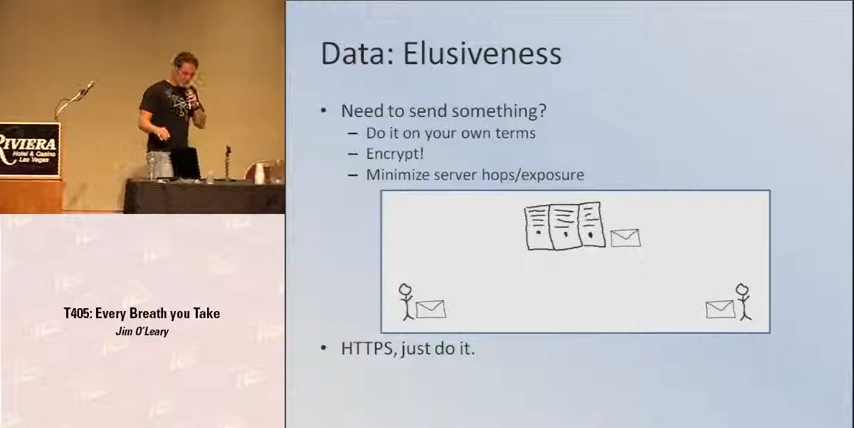 Data: Elusiveness
• Need to send something?
– Do it on your own terms
– Encrypt!
– Minimize server hops/exposure
• HTTPS, just do it.
RIVIERA
Hotel & Casino
Las Vegas
T405: Every Breath you Take
Jim O'Leary